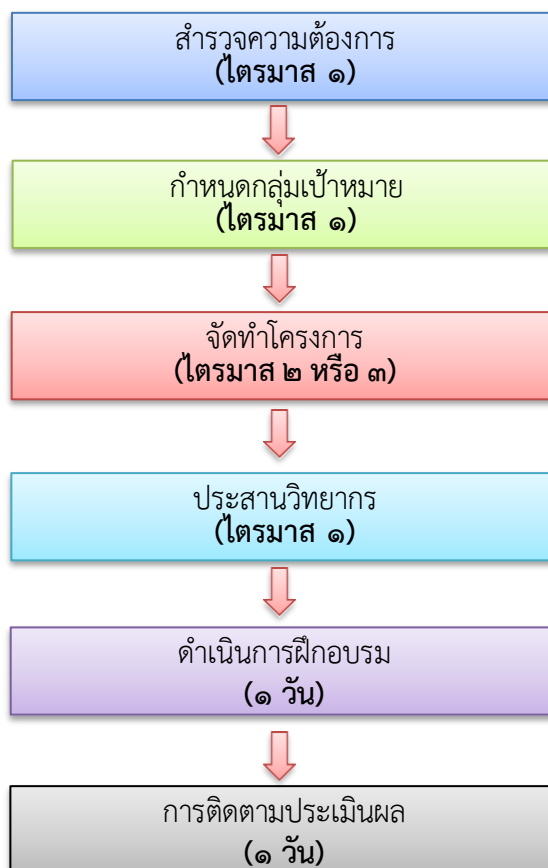 สำรวจความต้องการ
(ไตรมาส ๑)
กำหนดกลุ่มเป้าหมาย
(ไตรมาส ๑)
จัดทำโครงการ
(ไตรมาส ๒ หรือ ๓)
ประสานวิทยากร
(ไตรมาส ๑)
ดำเนินการฝึกอบรม
(๑ วัน)
การติดตามประเมินผล
(๑ วัน)